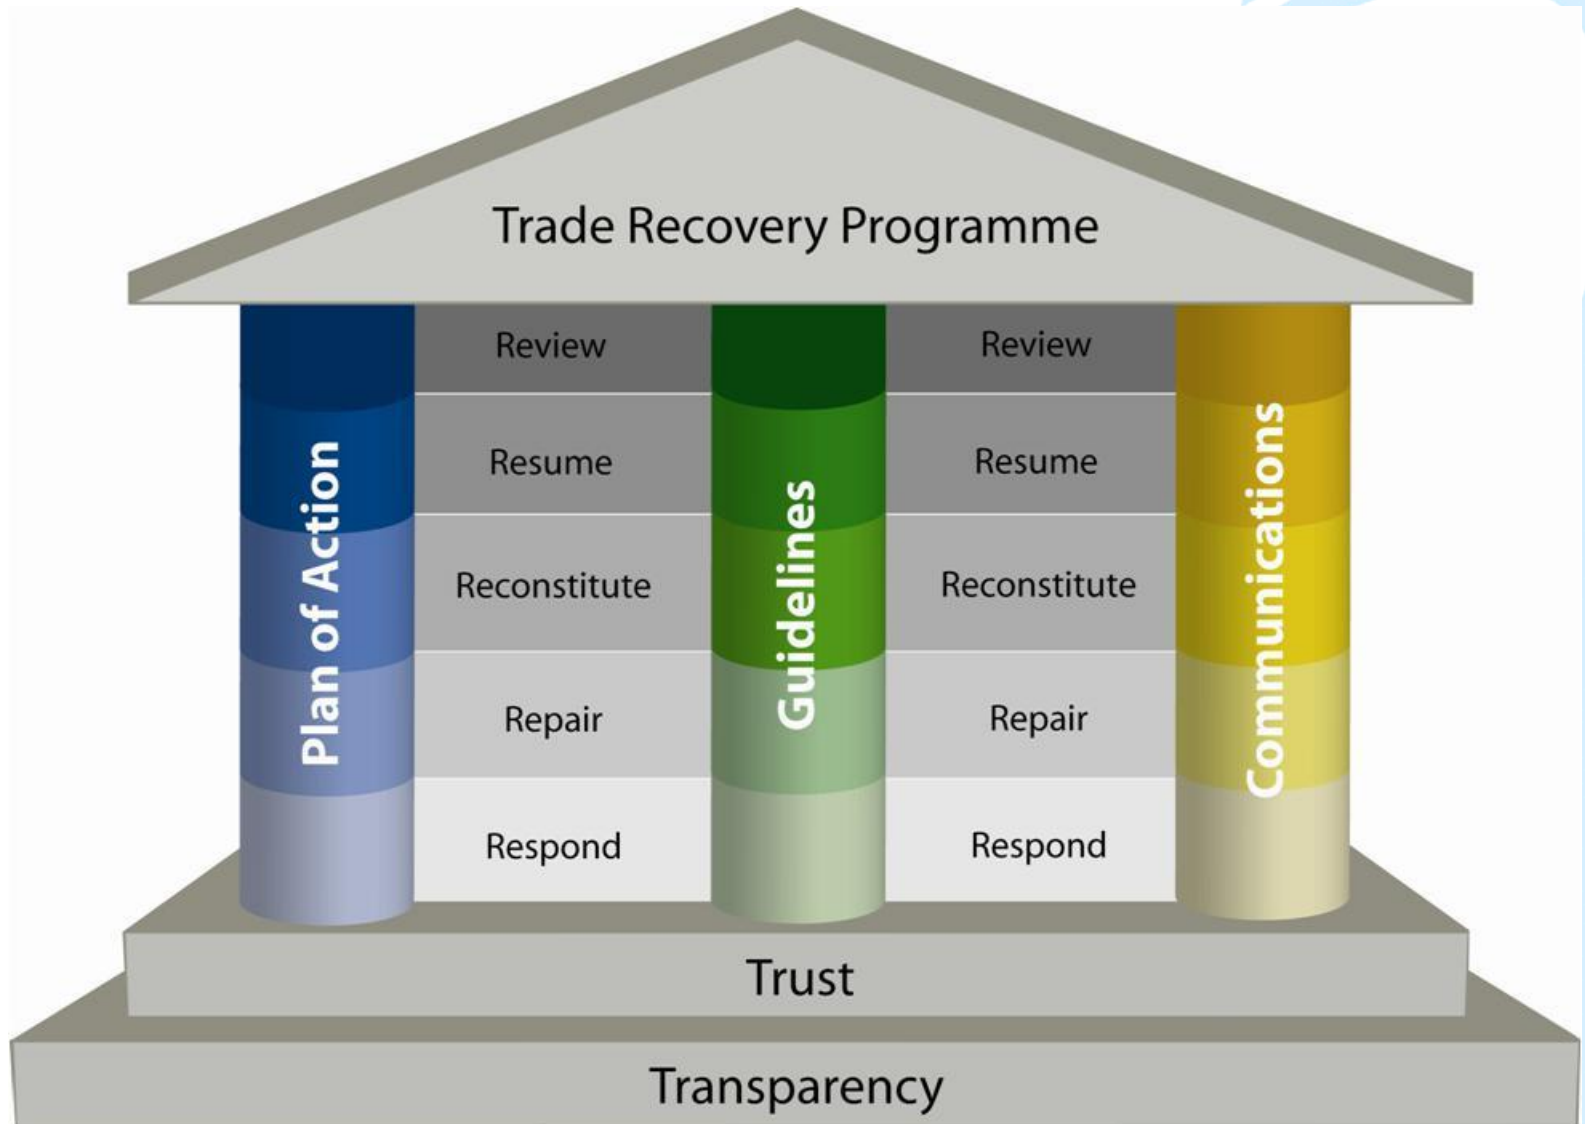 Trade Recovery Programme
Review
Review
Resume
Resume
Reconstitute
Reconstitute
Repair
Repair
Respond
Respond
Plan of Action
Guidelines
Communications
Trust
Transparency